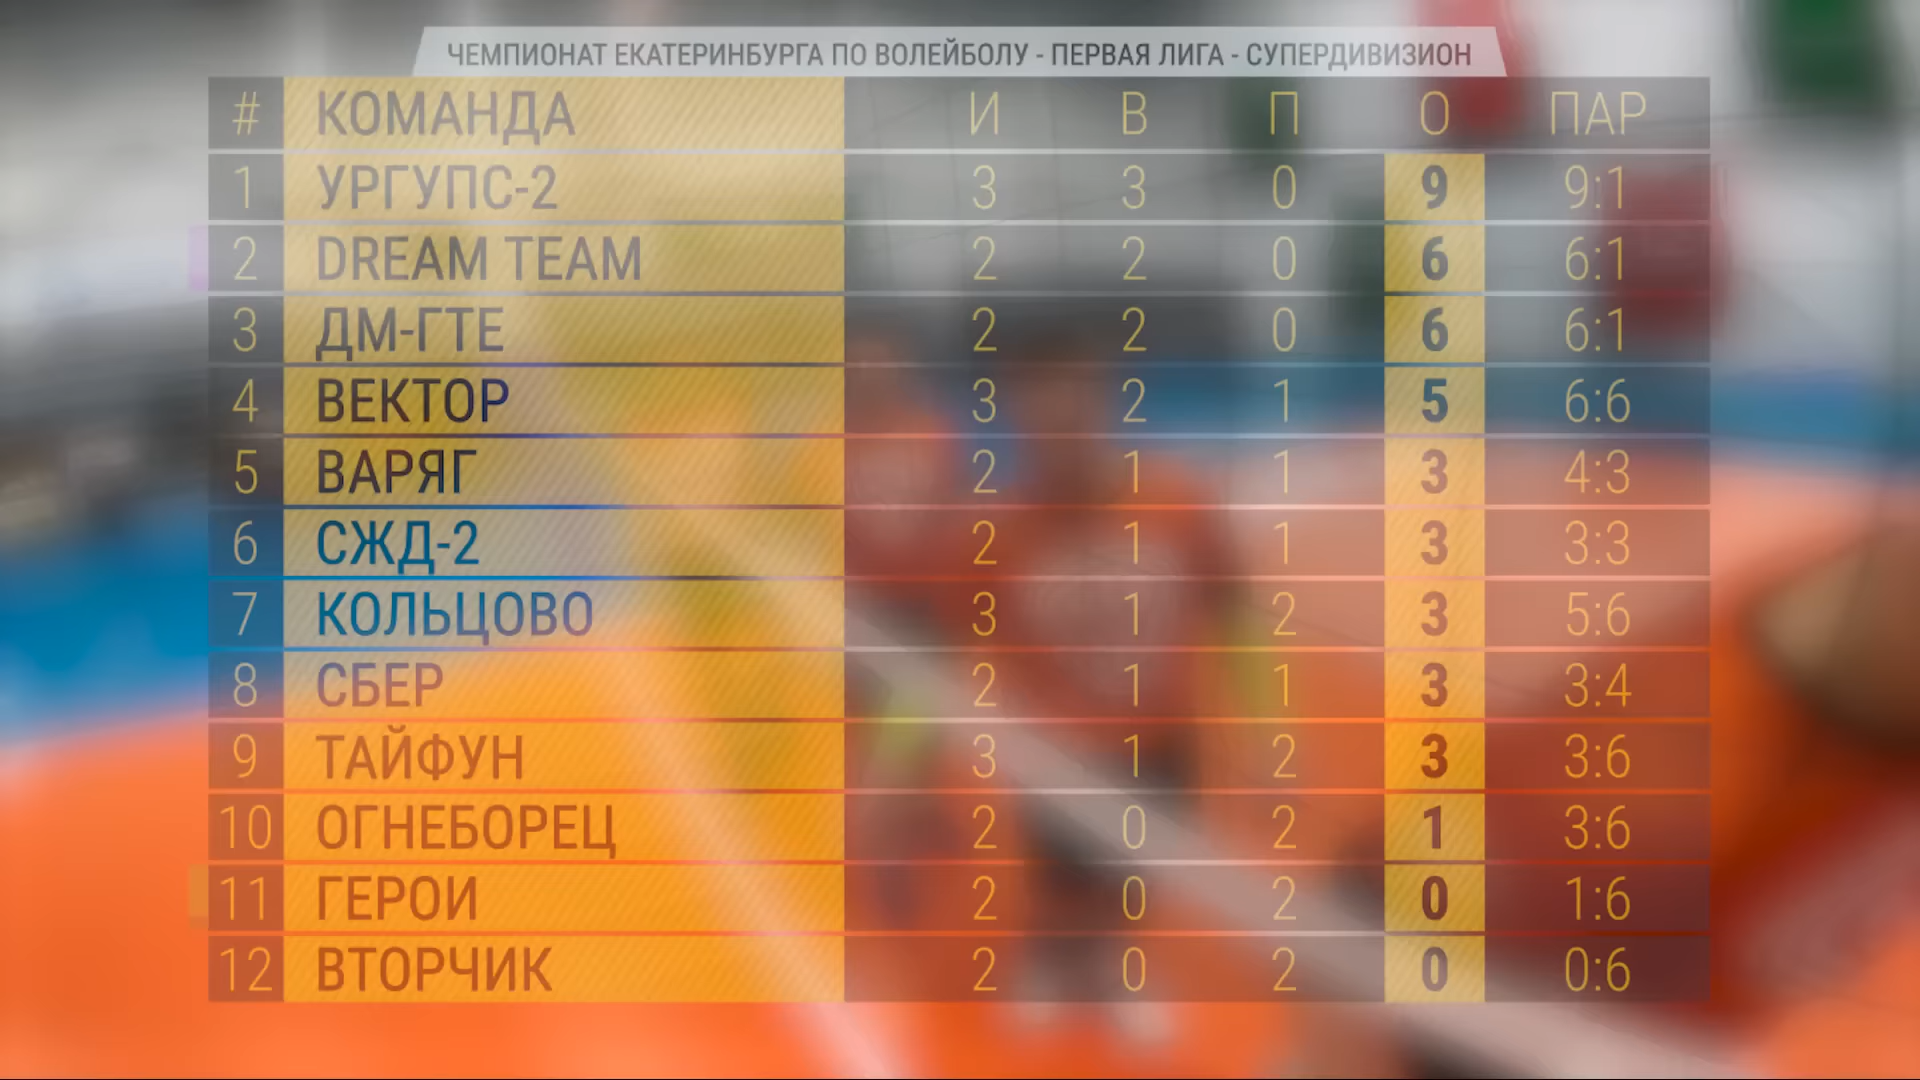 ЧЕМПИОНАТ ЕКАТЕРИНБУРГА ПО ВОЛЕЙБОЛУ - ПЕРВАЯ ЛИГА - СУПЕРДИВИЗИОН
# КОМАНДА И В П О ПАР
1 УРГУПС-2 3 3 0 9 9:1
2 DREAM TEAM 2 2 0 6 6:1
3 ДМ-ГТЕ 2 2 0 6 6:1
4 ВЕКТОР 3 2 1 5 6:6
5 ВАРЯГ 2 1 1 3 4:3
6 СЖД-2 2 1 1 3 3:3
7 КОЛЬЦОВО 3 1 2 3 5:6
8 СБЕР 2 1 1 3 3:4
9 ТАЙФУН 3 1 2 3 3:6
10 ОГНЕБОРЕЦ 2 0 2 1 3:6
11 ГЕРОИ 2 0 2 0 1:6
12 ВТОРЧИК 2 0 2 0 0:6